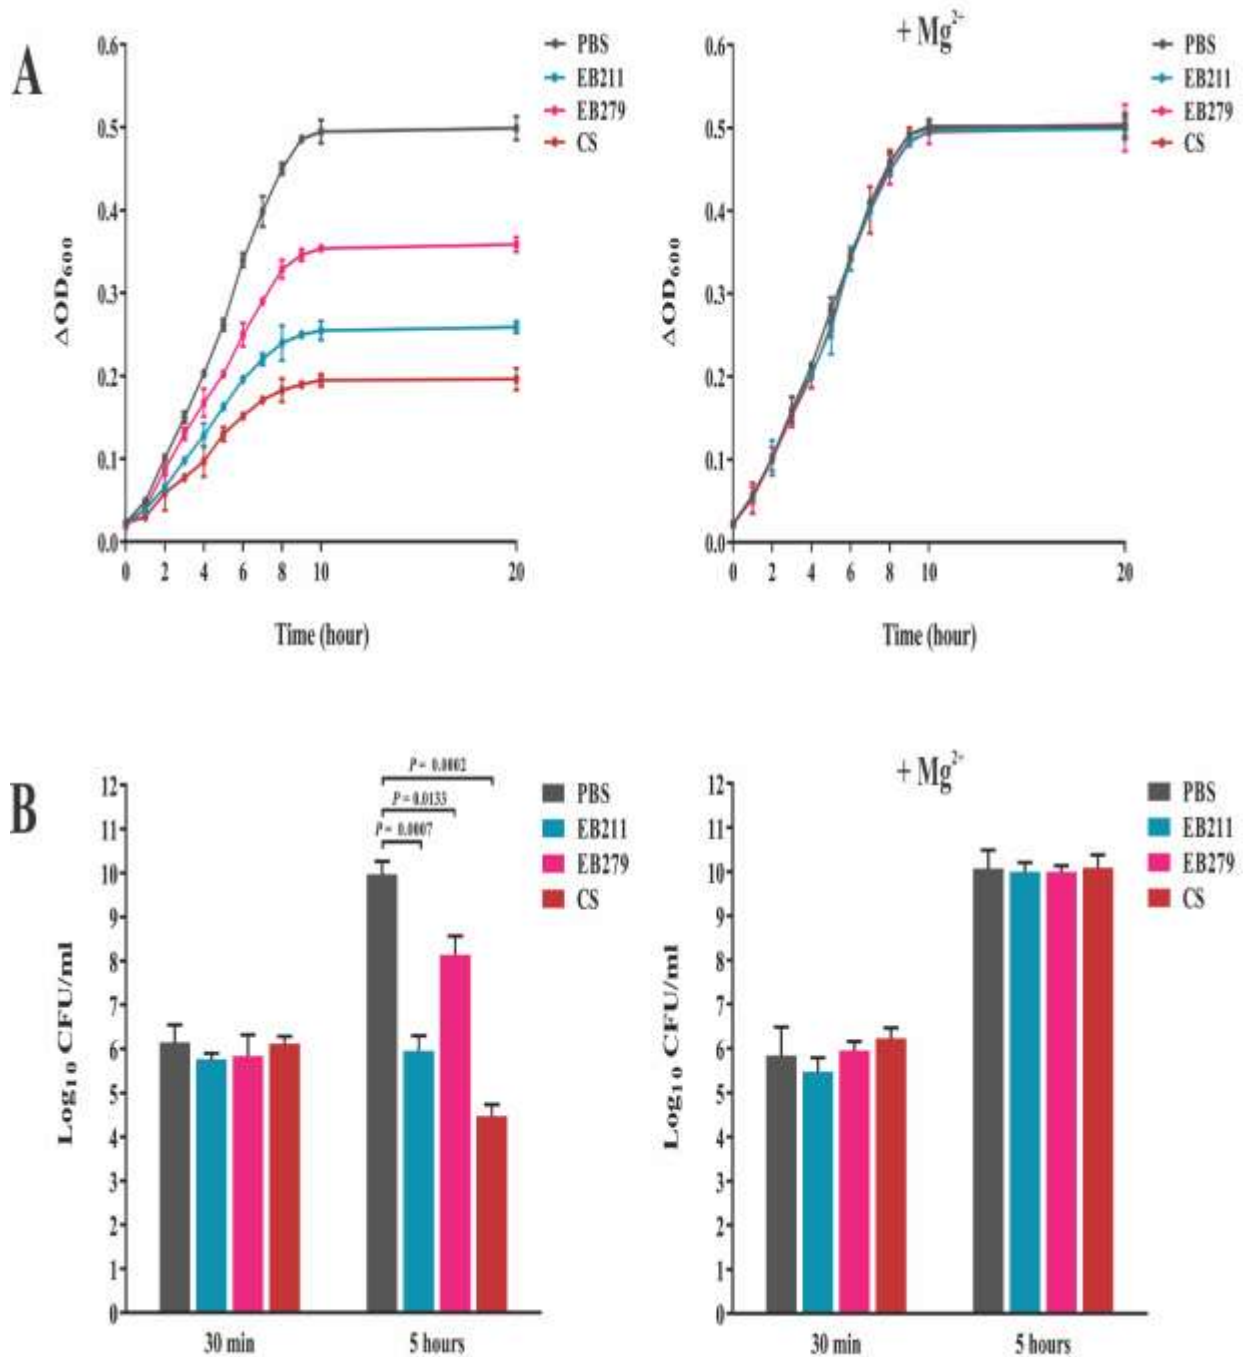 A
+ Mg²⁺
0.6
0.5
0.4
0.3
0.2
0.1
0.0
ΔOD₆₀₀
0 2 4 6 8 10 20
Time (hour)
PBS
EB211
EB279
CS
0.6
0.5
0.4
0.3
0.2
0.1
0.0
ΔOD₆₀₀
0 2 4 6 8 10 20
Time (hour)
PBS
EB211
EB279
CS
B
12
11
10
9
8
7
6
5
4
3
2
1
0
Log₁₀ CFU/ml
P = 0.0002
P = 0.0133
P = 0.0007
30 min 5 hours
PBS
EB211
EB279
CS
+ Mg²⁺
12
11
10
9
8
7
6
5
4
3
2
1
0
Log₁₀ CFU/ml
30 min 5 hours
PBS
EB211
EB279
CS